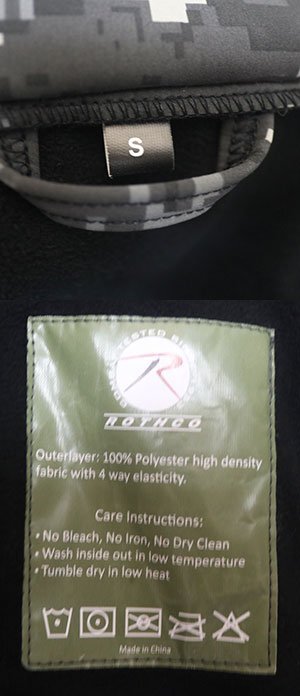 S
ROTHCO
Outerlayer: 100% Polyester high density
fabric with 4 way elasticity.
Care Instructions:
• No Bleach, No Iron, No Dry Clean
• Wash inside out in low temperature
• Tumble dry in low heat
Made in China